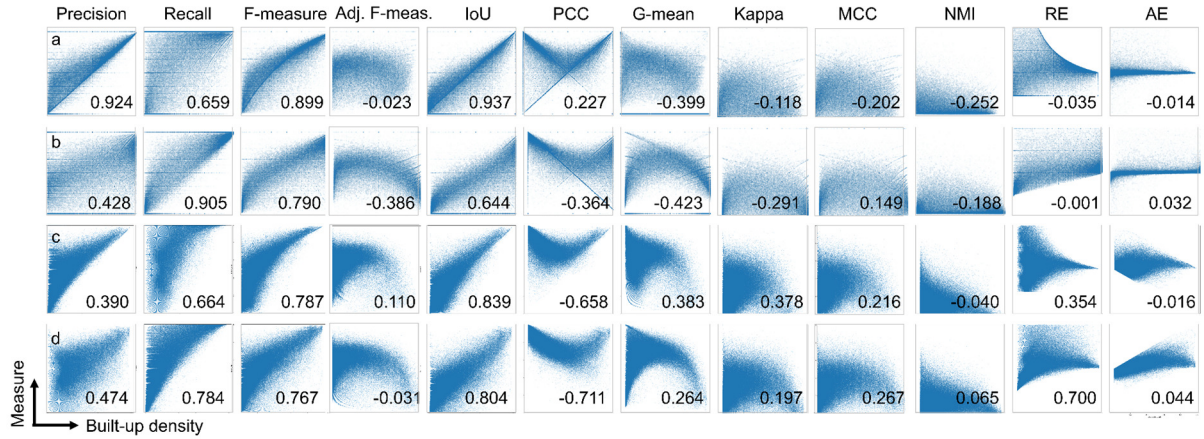 Precision Recall F-measure Adj. F-meas. IoU PCC G-mean Kappa MCC NMI RE AE
a
0.924 0.659 0.899 -0.023 0.937 0.227 -0.399 -0.118 -0.202 -0.252 -0.035 -0.014
b
0.428 0.905 0.790 -0.386 0.644 -0.364 -0.423 -0.291 0.149 -0.188 -0.001 0.032
c
0.390 0.664 0.787 0.110 0.839 -0.658 0.383 0.378 0.216 -0.040 0.354 -0.016
d
0.474 0.784 0.767 -0.031 0.804 -0.711 0.264 0.197 0.267 0.065 0.700 0.044
Measure
Built-up density